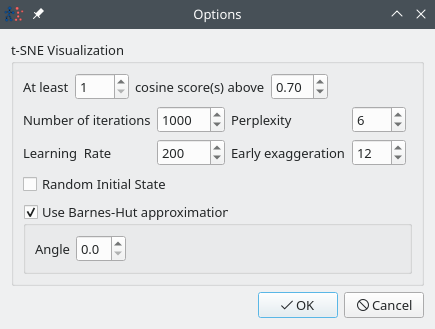 Options
t-SNE Visualization
At least 1 cosine score(s) above 0.70
Number of iterations 1000 Perplexity 6
Learning Rate 200 Early exaggeration 12
Random Initial State
Use Barnes-Hut approximation
Angle 0.0
OK Cancel